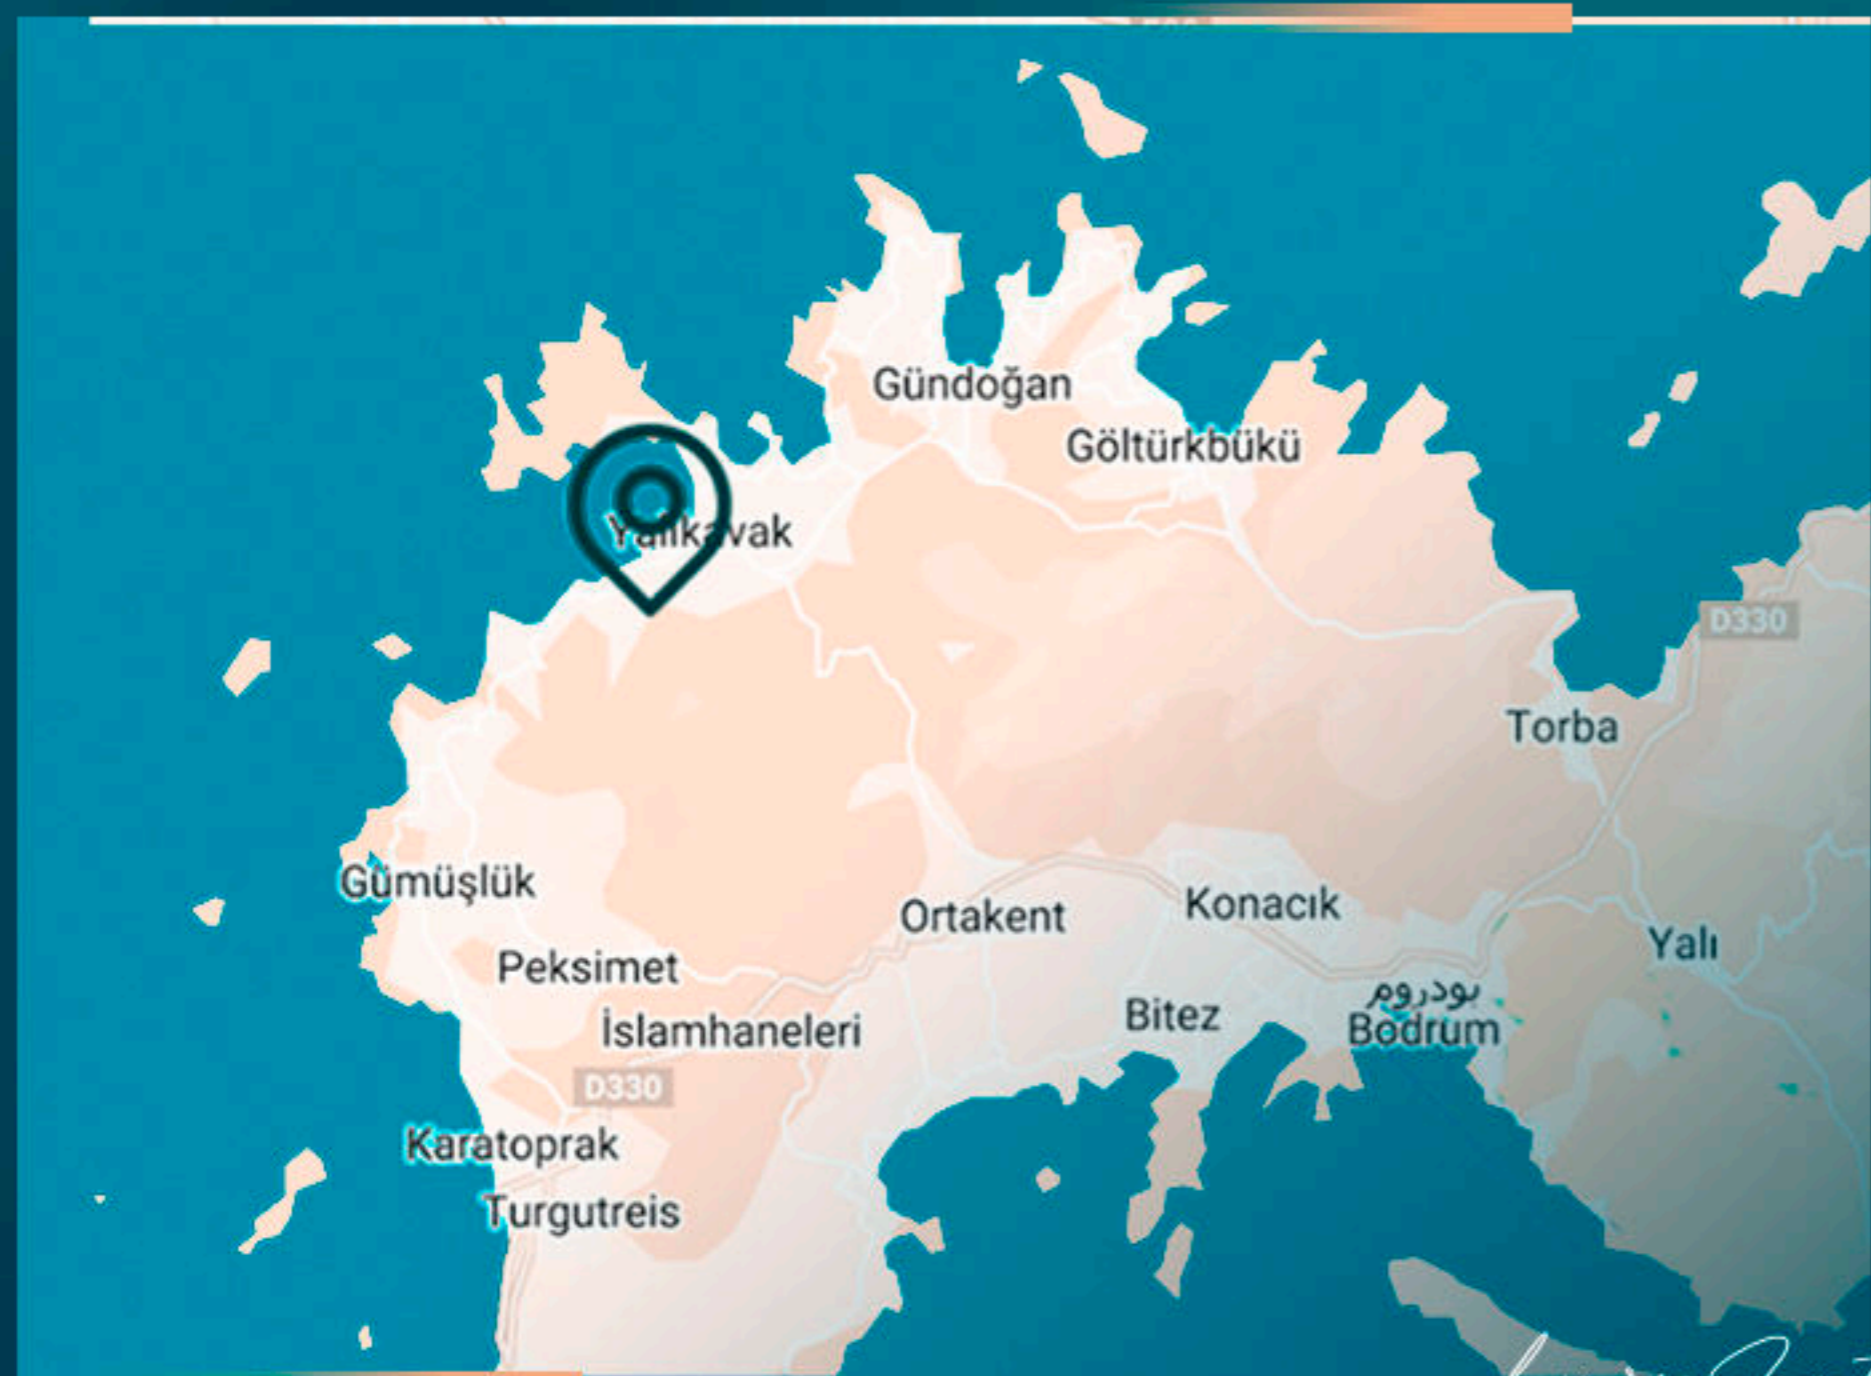 Gündoğan
Göltürkbükü
Yalıkavak
D330
Torba
Gümüşlük
Ortakent
Konacık
Yalı
Peksimet
بودروم
Bodrum
Bitez
İslamhaneleri
D330
Karatoprak
Turgutreis